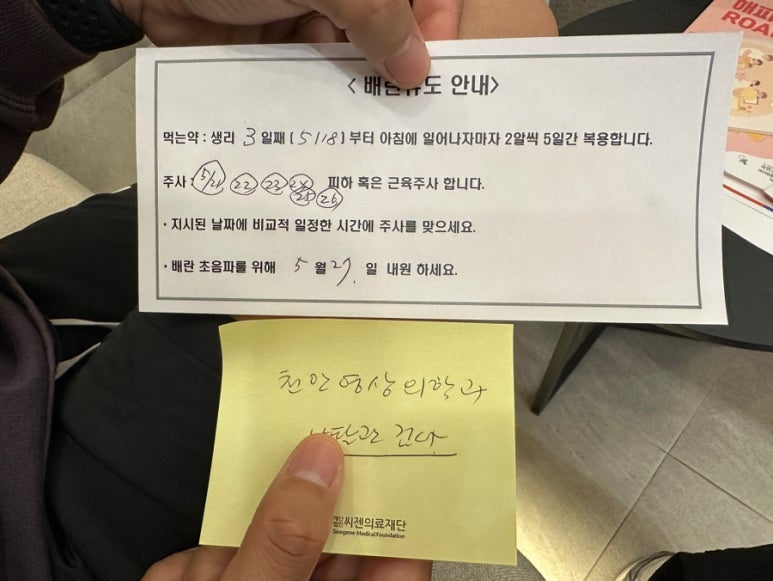 < 배란유도 안내>
먹는약 : 생리 3 일째 ( 5/18 ) 부터 아침에 일어나자마자 2알씩 5일간 복용합니다.
주사 : 5/21 22 23 24 25 26 피하 혹은 근육주사 합니다.
· 지시된 날짜에 비교적 일정한 시간에 주사를 맞으세요.
· 배란 초음파를 위해 5 월 27. 일 내원 하세요.
천안영상의학과
검사
씨젠의료재단
Seegene Medical Foundation
ROA